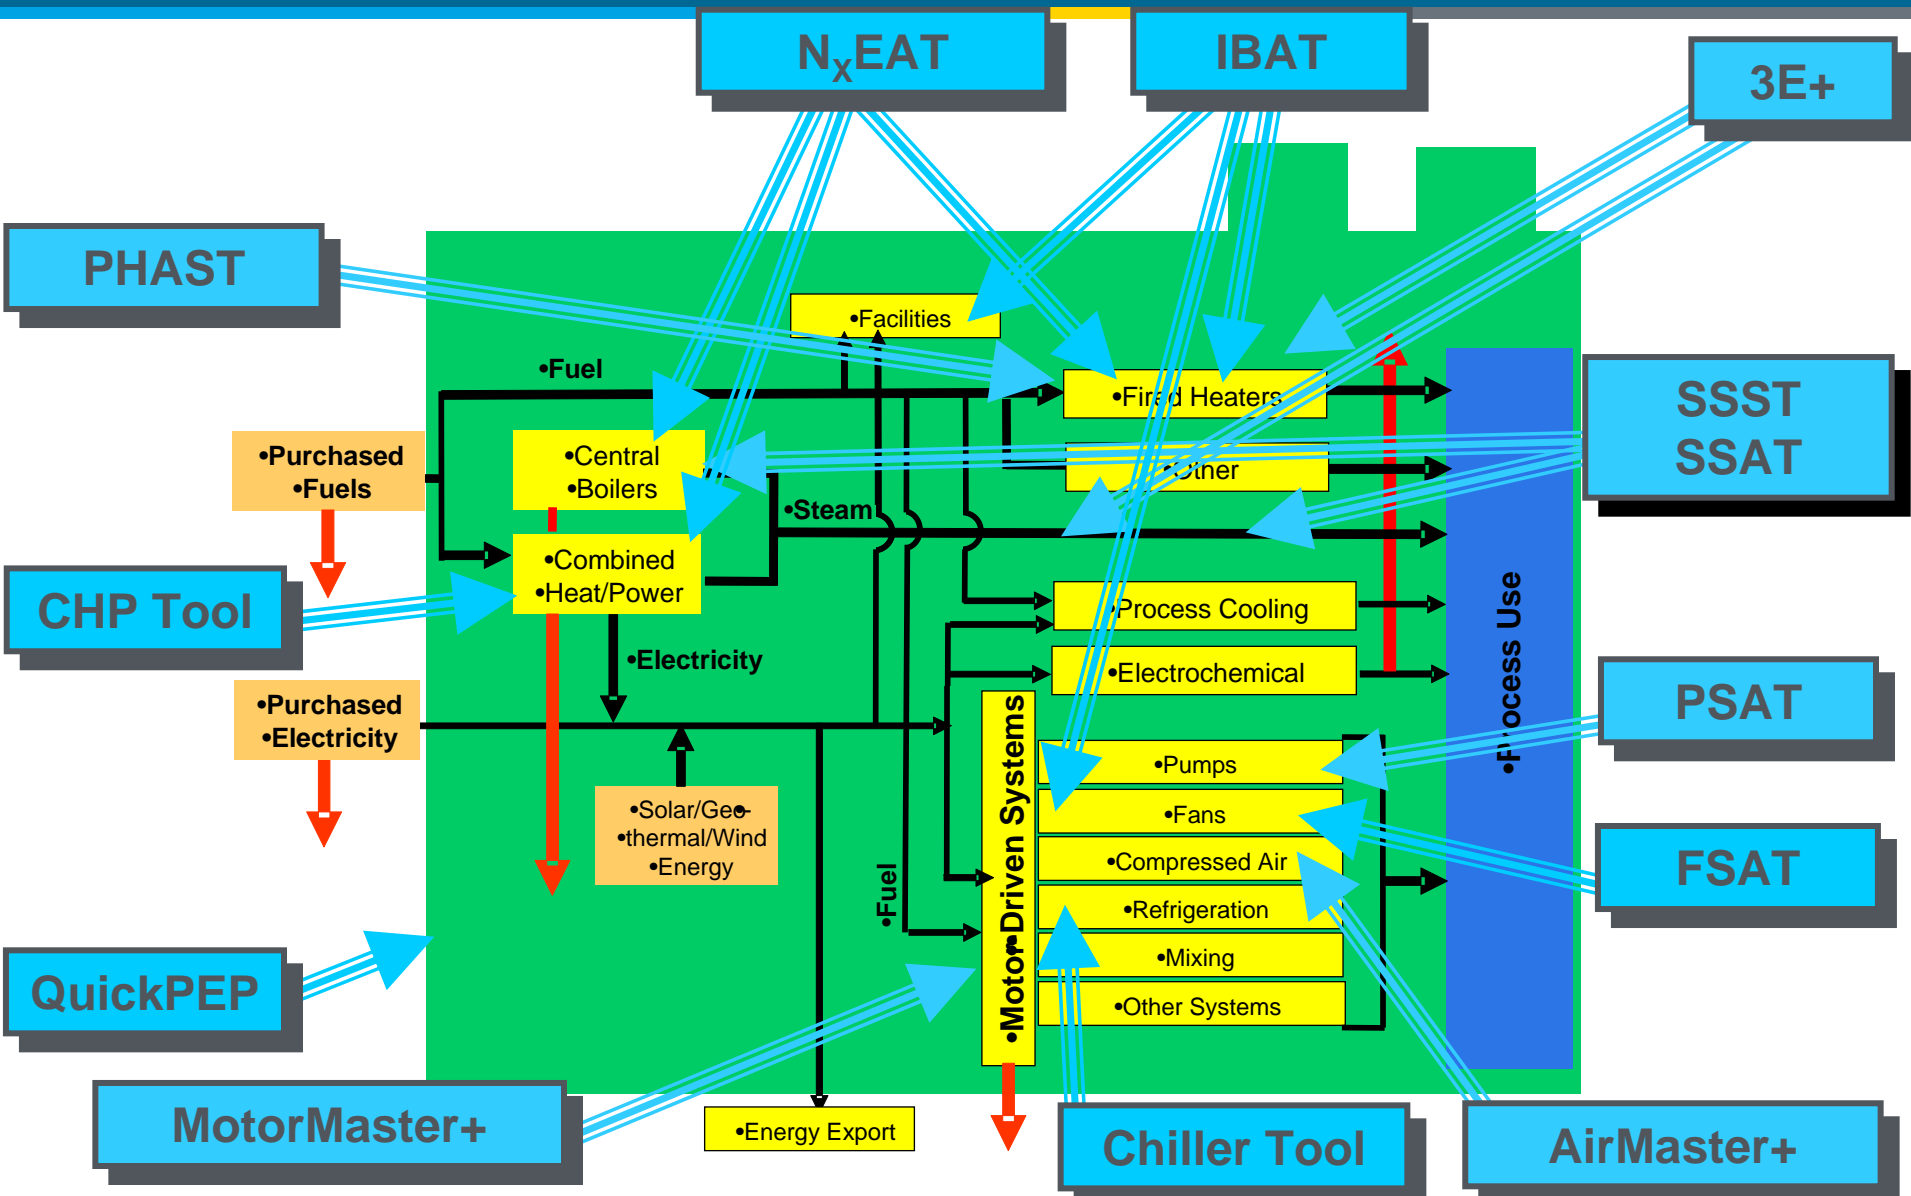 NXEAT
IBAT
3E+
PHAST
•Facilities
•Fuel
•Fired Heaters
SSST
SSAT
•Purchased
•Fuels
•Central
•Boilers
•Other
•Steam
•Combined
•Heat/Power
CHP Tool
•Process Cooling
•Process Use
•Electricity
•Electrochemical
•Purchased
•Electricity
PSAT
•Motor•Driven Systems
•Pumps
•Solar/Geo-
•thermal/Wind
•Energy
•Fans
•Compressed Air
FSAT
•Fuel
•Refrigeration
•Mixing
QuickPEP
•Other Systems
MotorMaster+
•Energy Export
Chiller Tool
AirMaster+